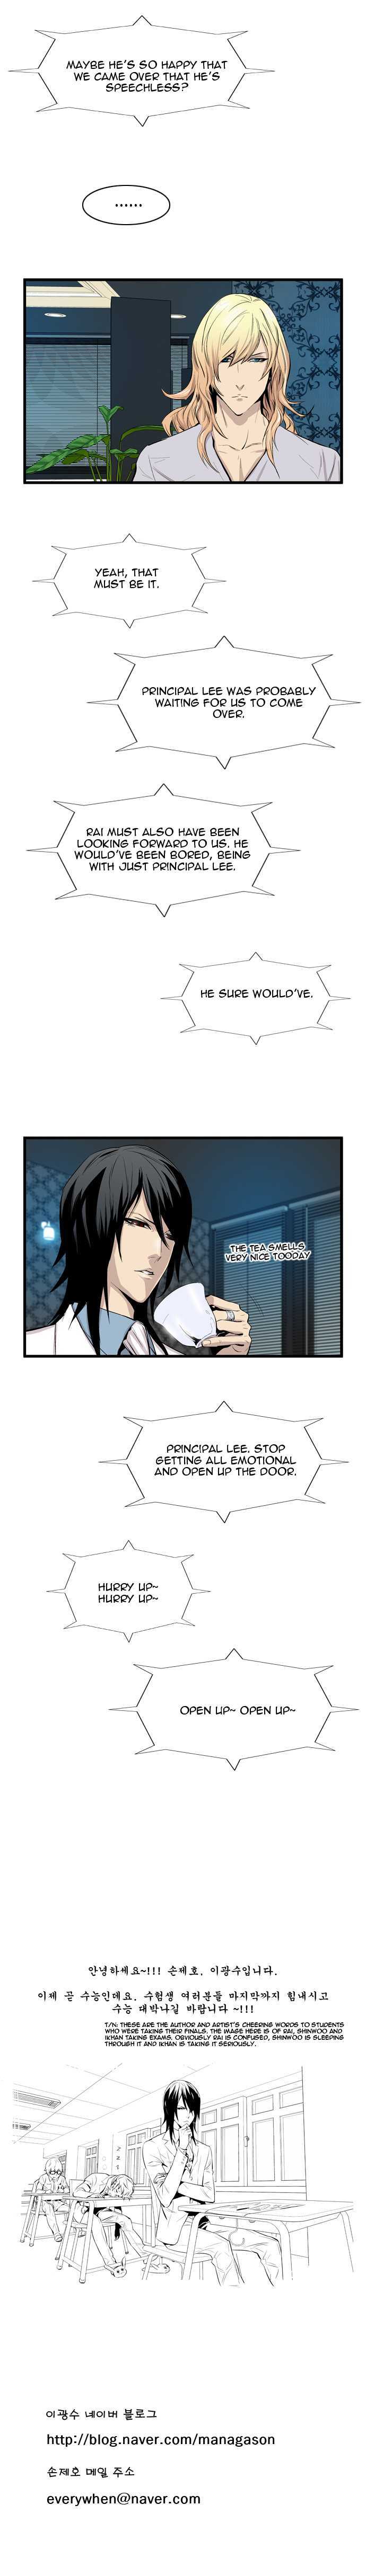 MAYBE HE'S SO HAPPY THAT
WE CAME OVER THAT HE'S
SPEECHLESS?
••••••
YEAH, THAT
MUST BE IT.
PRINCIPAL LEE WAS PROBABLY
WAITING FOR US TO COME
OVER.
RAI MUST ALSO HAVE BEEN
LOOKING FORWARD TO US. HE
WOULD'VE BEEN BORED, BEING
WITH JUST PRINCIPAL LEE.
HE SURE WOULD'VE.
THE TEA SMELLS
VERY NICE TOODAY
PRINCIPAL LEE. STOP
GETTING ALL EMOTIONAL
AND OPEN UP THE DOOR.
HURRY UP~
HURRY UP~
OPEN UP~ OPEN UP~
안녕하세요~!!! 손제호, 이광수입니다.
이제 곧 수능인데요. 수험생 여러분들 마지막까지 힘내시고
수능 대박나길 바랍니다 ~!!!
T/N: THESE ARE THE AUTHOR AND ARTIST'S CHEERING WORDS TO STUDENTS
WHO WERE TAKING THEIR FINALS. THE IMAGE HERE IS OF RAI, SHINWOO AND
IKHAN TAKING EXAMS. OBVIOUSLY RAI IS CONFUSED, SHINWOO IS SLEEPING
THROUGH IT AND IKHAN IS TAKING IT SERIOUSLY.
이광수 네이버 블로그
http://blog.naver.com/managason
손제호 메일 주소
everywhen@naver.com